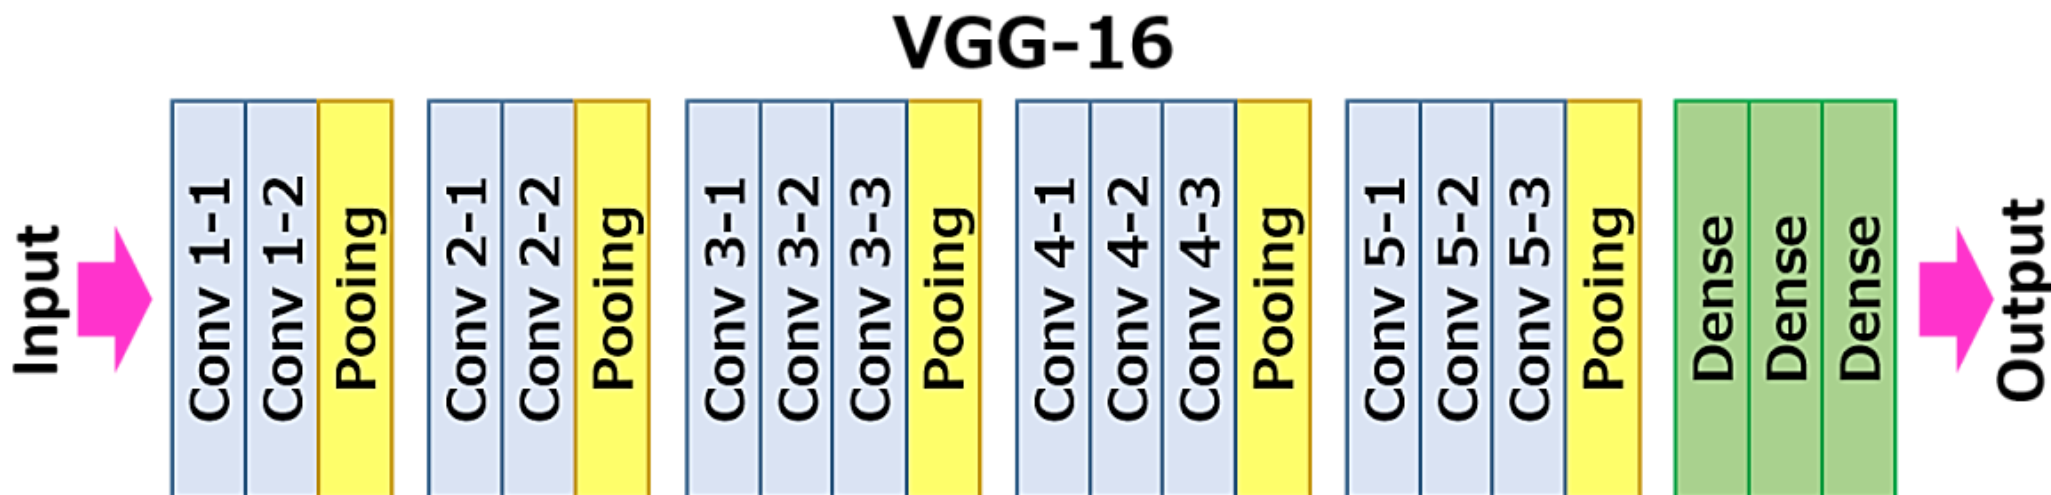 VGG-16
Input
Conv 1-1
Conv 1-2
Pooing
Conv 2-1
Conv 2-2
Pooing
Conv 3-1
Conv 3-2
Conv 3-3
Pooing
Conv 4-1
Conv 4-2
Conv 4-3
Pooing
Conv 5-1
Conv 5-2
Conv 5-3
Pooing
Dense
Dense
Dense
Output